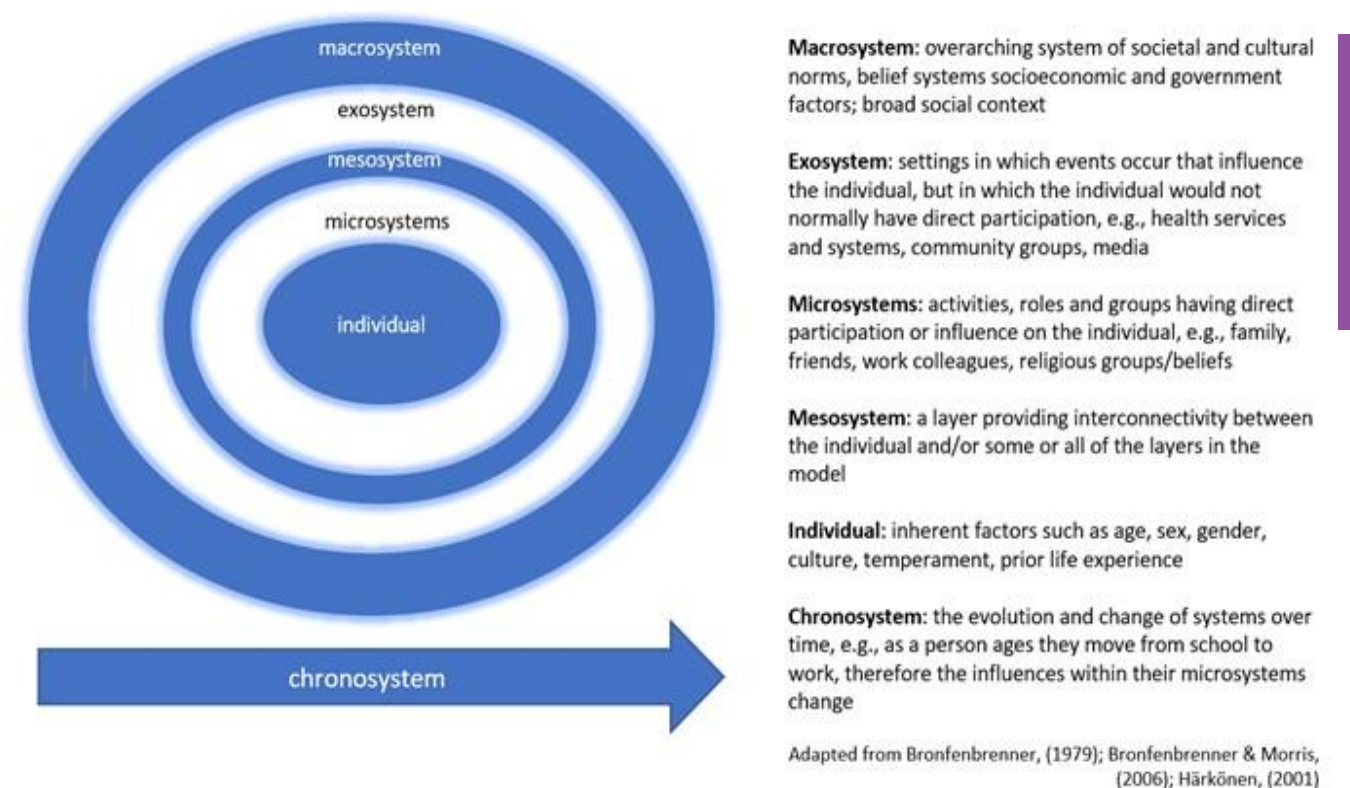 macrosystem
exosystem
mesosystem
microsystems
individual
chronosystem
Macrosystem: overarching system of societal and cultural
norms, belief systems socioeconomic and government
factors; broad social context
Exosystem: settings in which events occur that influence
the individual, but in which the individual would not
normally have direct participation, e.g., health services
and systems, community groups, media
Microsystems: activities, roles and groups having direct
participation or influence on the individual, e.g., family,
friends, work colleagues, religious groups/beliefs
Mesosystem: a layer providing interconnectivity between
the individual and/or some or all of the layers in the
model
Individual: inherent factors such as age, sex, gender,
culture, temperament, prior life experience
Chronosystem: the evolution and change of systems over
time, e.g., as a person ages they move from school to
work, therefore the influences within their microsystems
change
Adapted from Bronfenbrenner, (1979); Bronfenbrenner & Morris,
(2006); Härkönen, (2001)